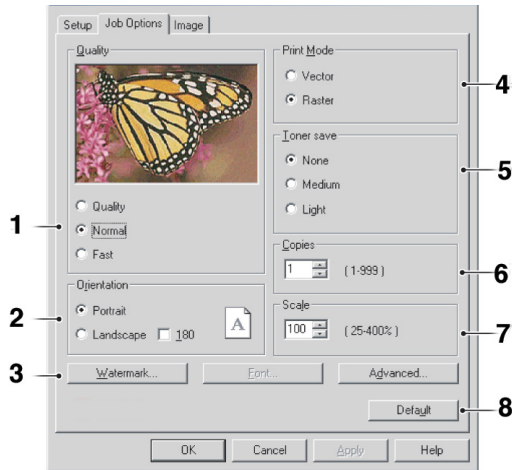 Setup Job Options Image
Quality
Quality
Normal
Fast
Orientation
Portrait
Landscape 180
A
Print Mode
Vector
Raster
Toner save
None
Medium
Light
Copies
1 (1-999)
Scale
100 (25-400%)
Watermark... Font... Advanced...
Default
OK Cancel Apply Help
1
2
3
4
5
6
7
8